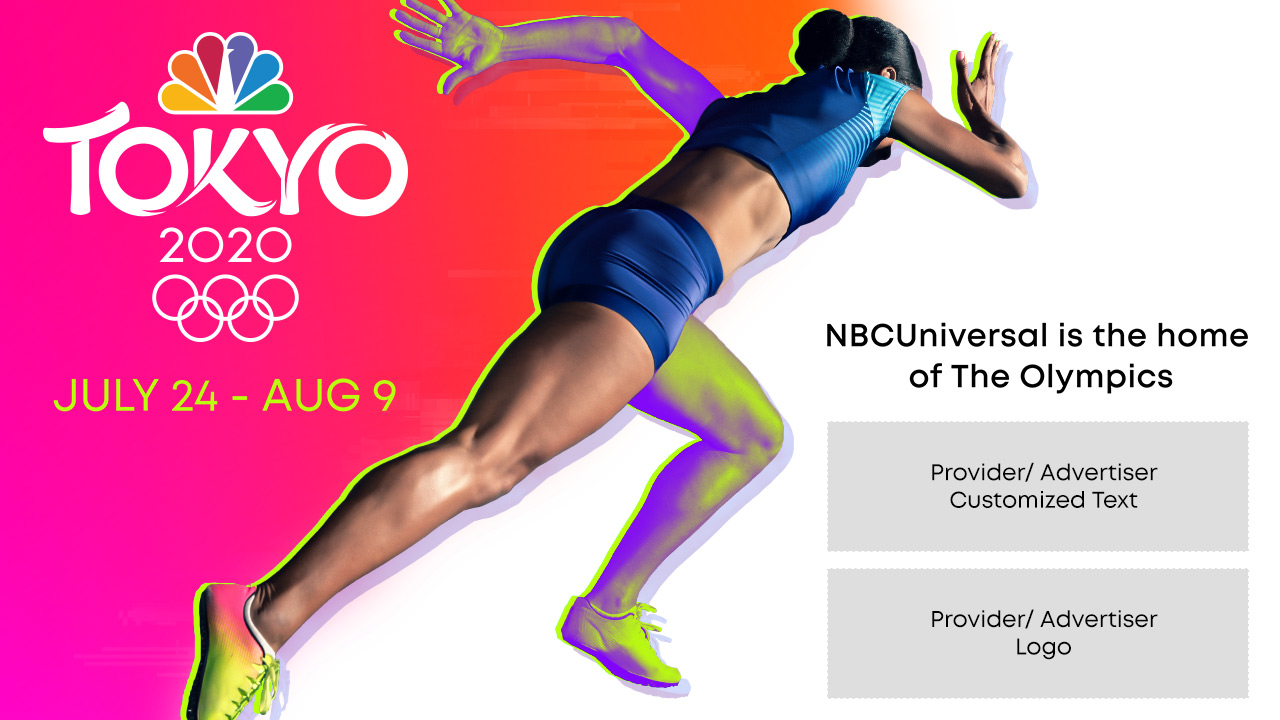 TOKYO
2020
JULY 24 - AUG 9
NBCUniversal is the home
of The Olympics
Provider/ Advertiser
Customized Text
Provider/ Advertiser
Logo